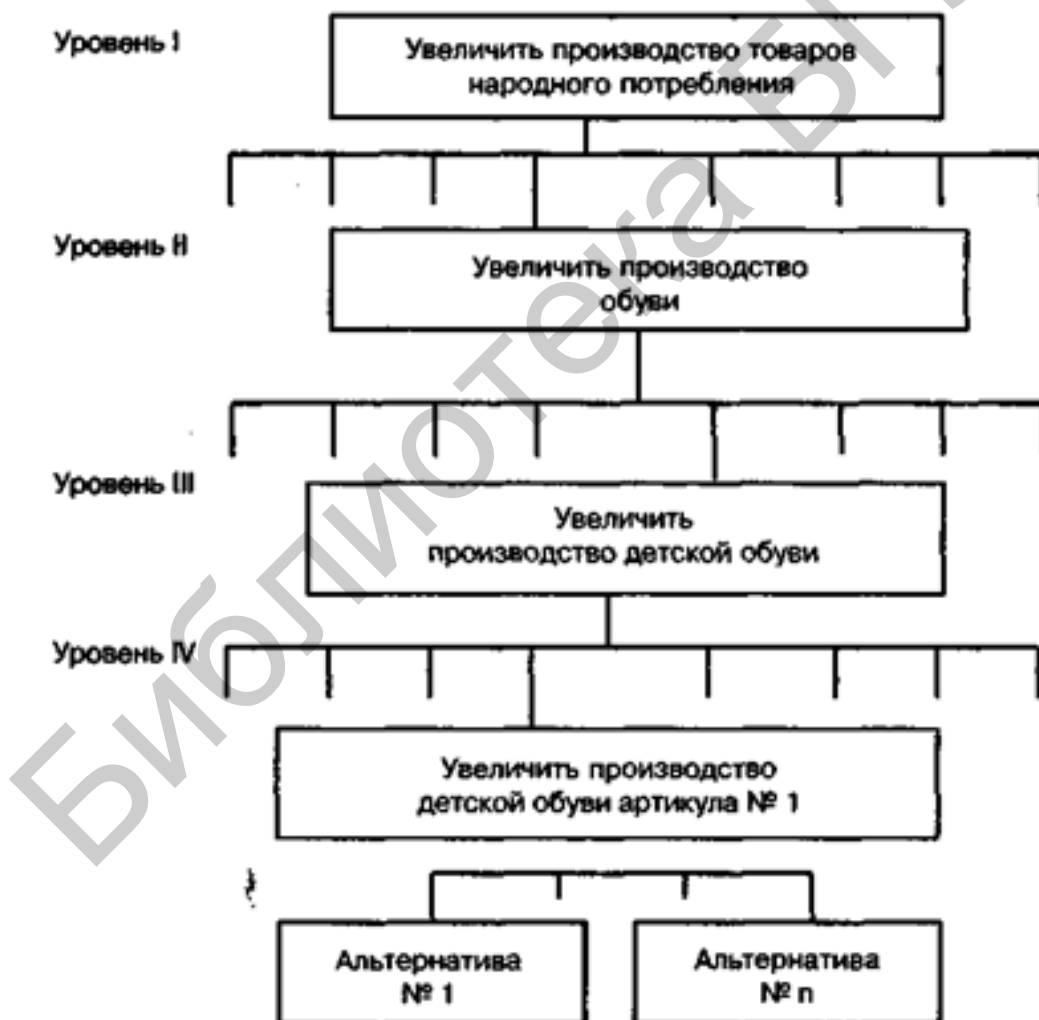 Уровень I
Увеличить производство товаров
народного потребления
Уровень II
Увеличить производство
обуви
Уровень III
Увеличить
производство детской обуви
Уровень IV
Увеличить производство
детской обуви артикула № 1
Альтернатива
№ 1
Альтернатива
№ n
Библиотека